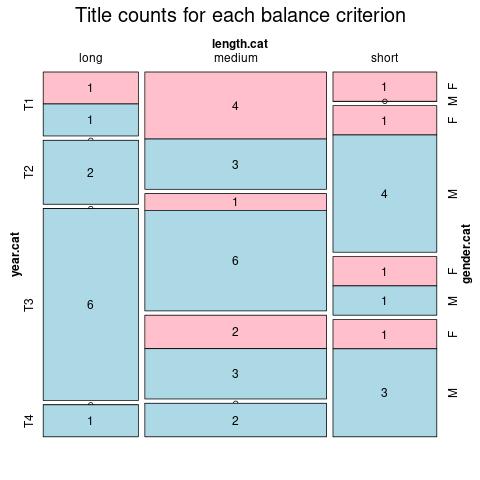 Title counts for each balance criterion
length.cat
long medium short
year.cat
T1
T2
T3
T4
1
1
2
6
1
4
3
1
6
2
3
2
1
1
4
1
1
1
3
F
M
F
M
F
M
F
M
gender.cat